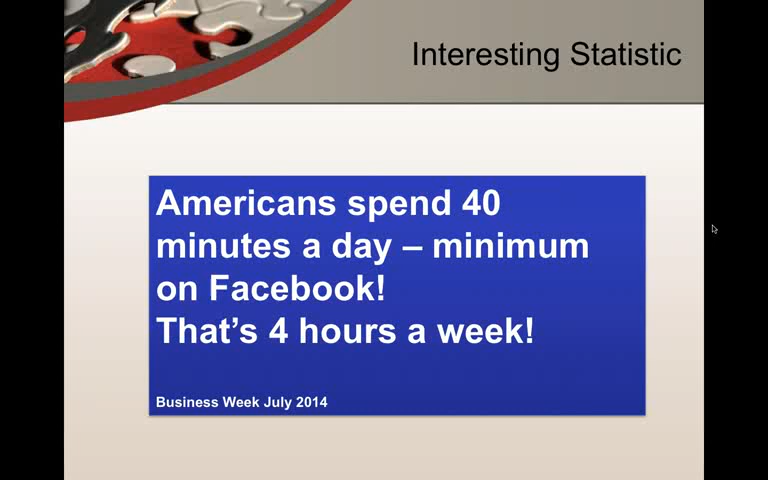 Interesting Statistic
Americans spend 40
minutes a day – minimum
on Facebook!
That’s 4 hours a week!
Business Week July 2014